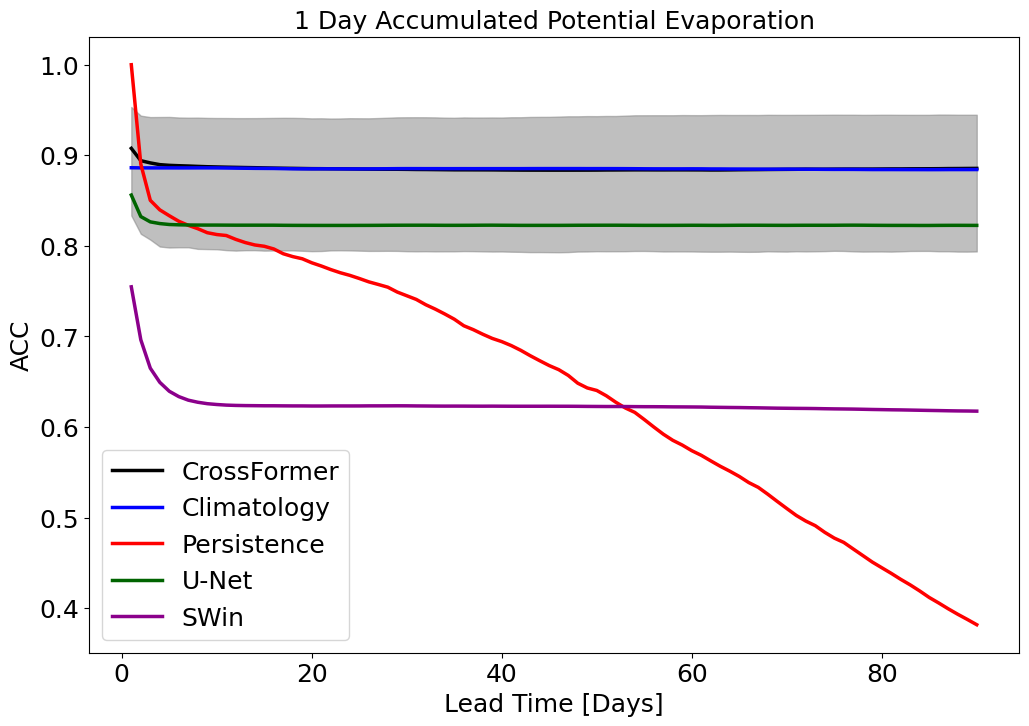 1 Day Accumulated Potential Evaporation
1.0
0.9
0.8
0.7
0.6
0.5
0.4
ACC
CrossFormer
Climatology
Persistence
U-Net
SWin
0 20 40 60 80
Lead Time [Days]